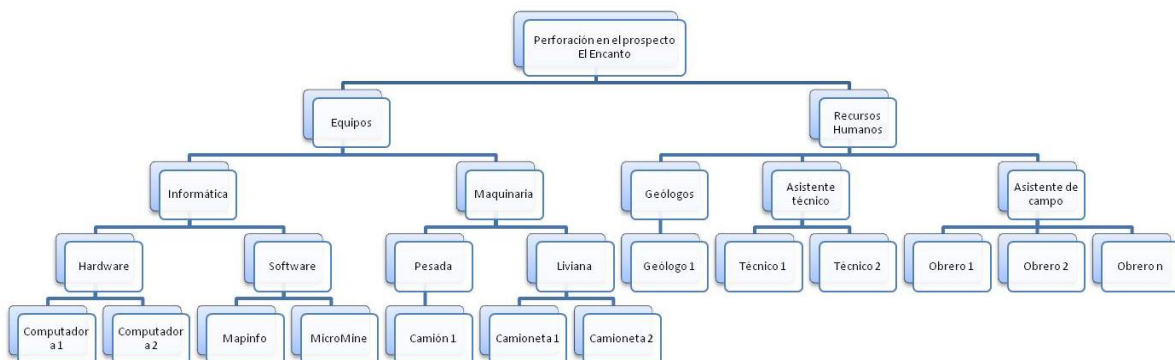 Perforación en el prospecto
El Encanto
Equipos
Recursos
Humanos
Informática
Maquinaria
Geólogos
Asistente
técnico
Asistente de
campo
Hardware
Software
Pesada
Liviana
Geólogo 1
Técnico 1
Técnico 2
Obrero 1
Obrero 2
Obrero n
Computador
a 1
Computador
a 2
Mapinfo
MicroMine
Camión 1
Camioneta 1
Camioneta 2